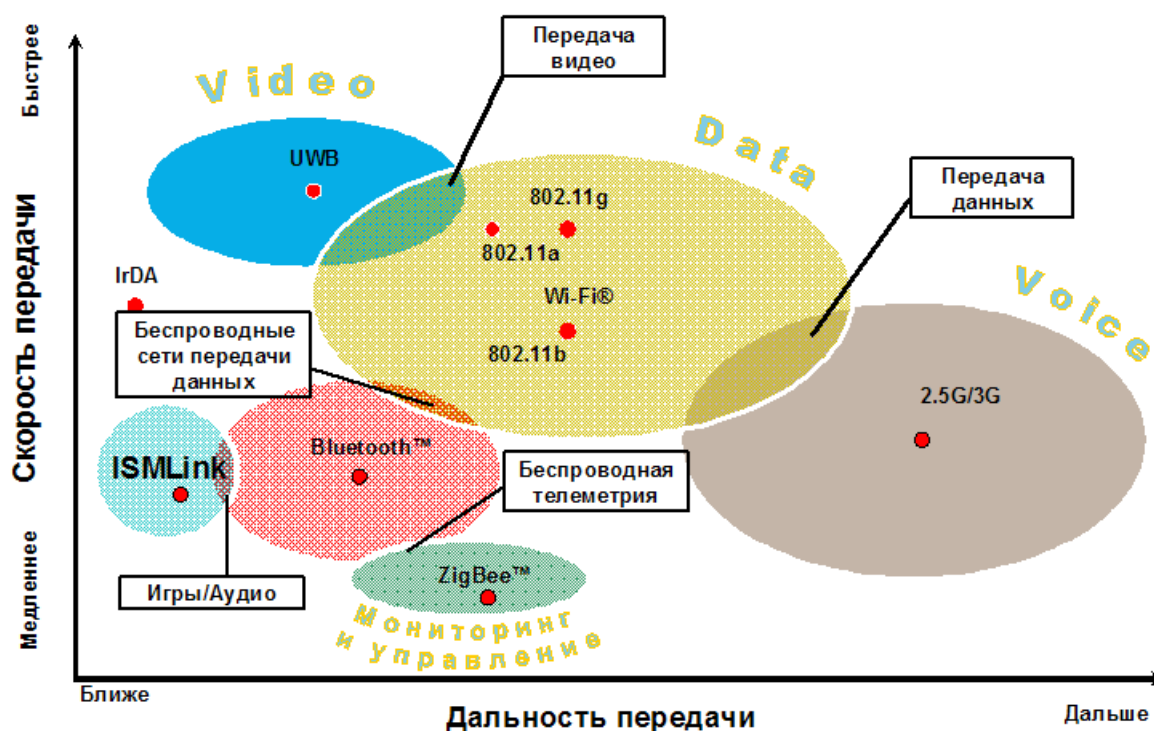 Быстрее
Передача
видео
Video
Data
UWB
Передача
данных
802.11g
802.11a
IrDA
Wi-Fi®
Voice
Скорость передачи
Беспроводные
сети передачи
данных
802.11b
2.5G/3G
Bluetooth™
ISMLink
Беспроводная
телеметрия
Медленнее
ZigBee™
Игры/Аудио
Мониторинг
и управление
Ближе
Дальность передачи
Дальше